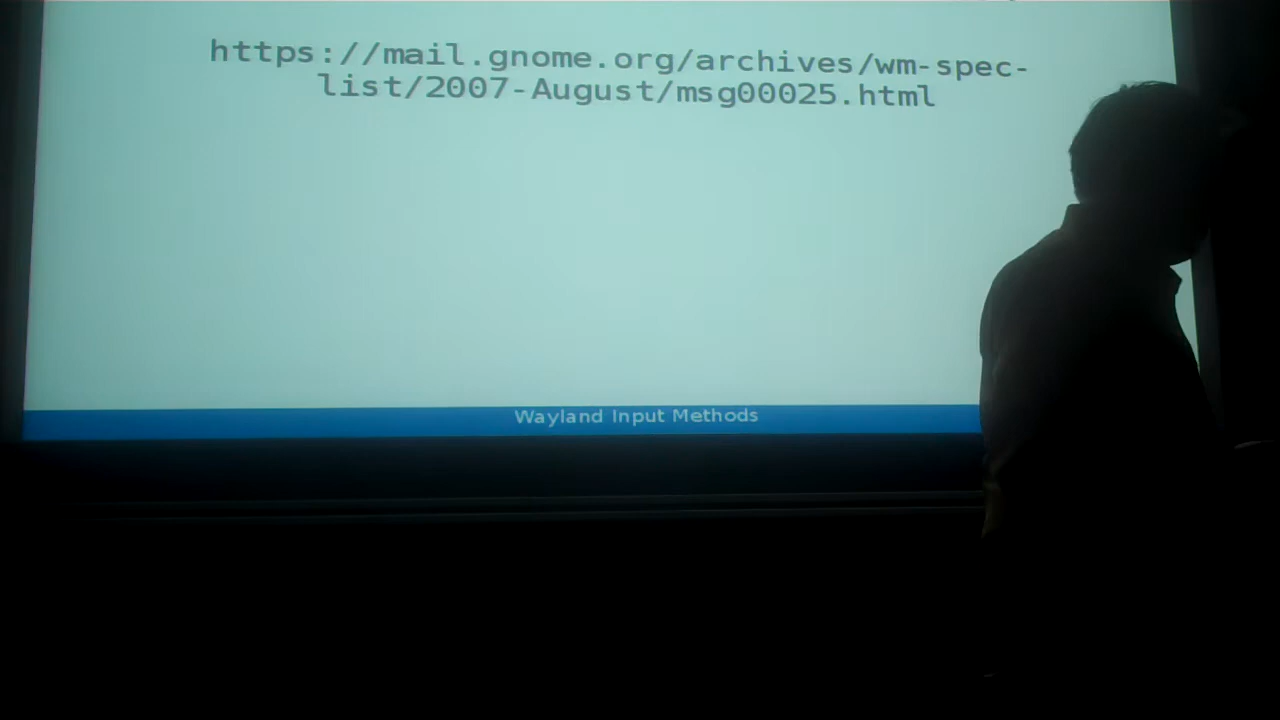 https://mail.gnome.org/archives/wm-spec-
list/2007-August/msg00025.html
Wayland Input Methods